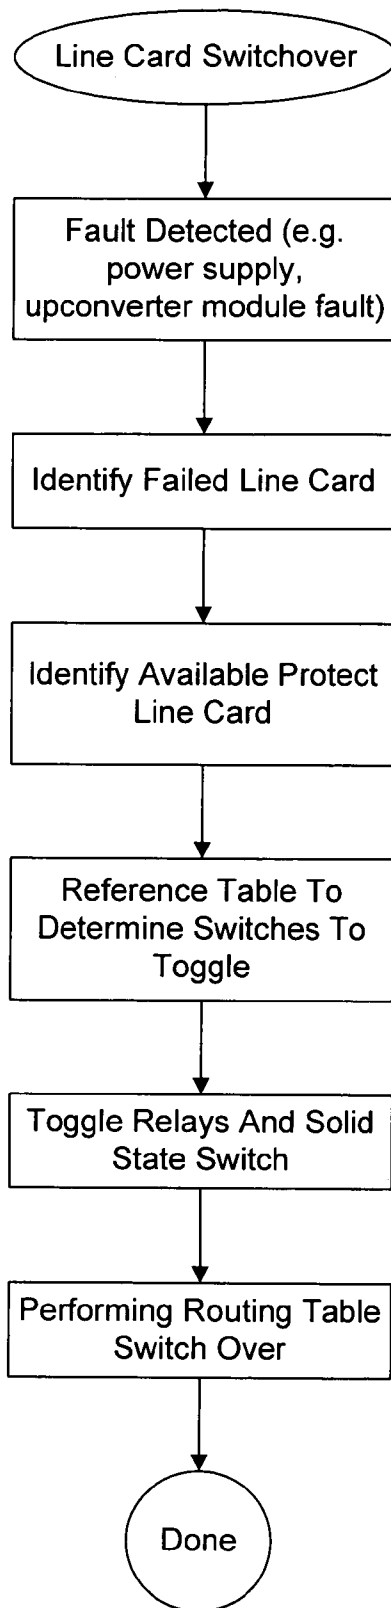 Line Card Switchover
Fault Detected (e.g.
power supply,
upconverter module fault)
Identify Failed Line Card
Identify Available Protect
Line Card
Reference Table To
Determine Switches To
Toggle
Toggle Relays And Solid
State Switch
Performing Routing Table
Switch Over
Done